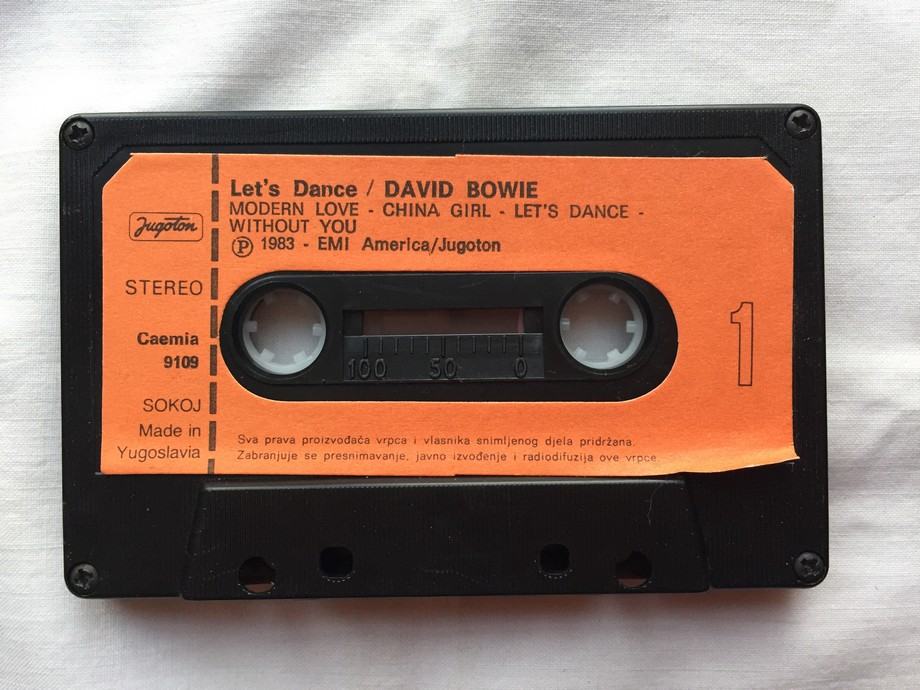 Let's Dance / DAVID BOWIE
MODERN LOVE - CHINA GIRL - LET'S DANCE -
WITHOUT YOU
Ⓟ 1983 - EMI America/Jugoton
Jugoton
STEREO
Caemia
9109
SOKOJ
Made in
Yugoslavia
100 50 0
1
Sva prava proizvođača vrpca i vlasnika snimljenog djela pridržana.
Zabranjuje se presnimavanje, javno izvođenje i radiodifuzija ove vrpce